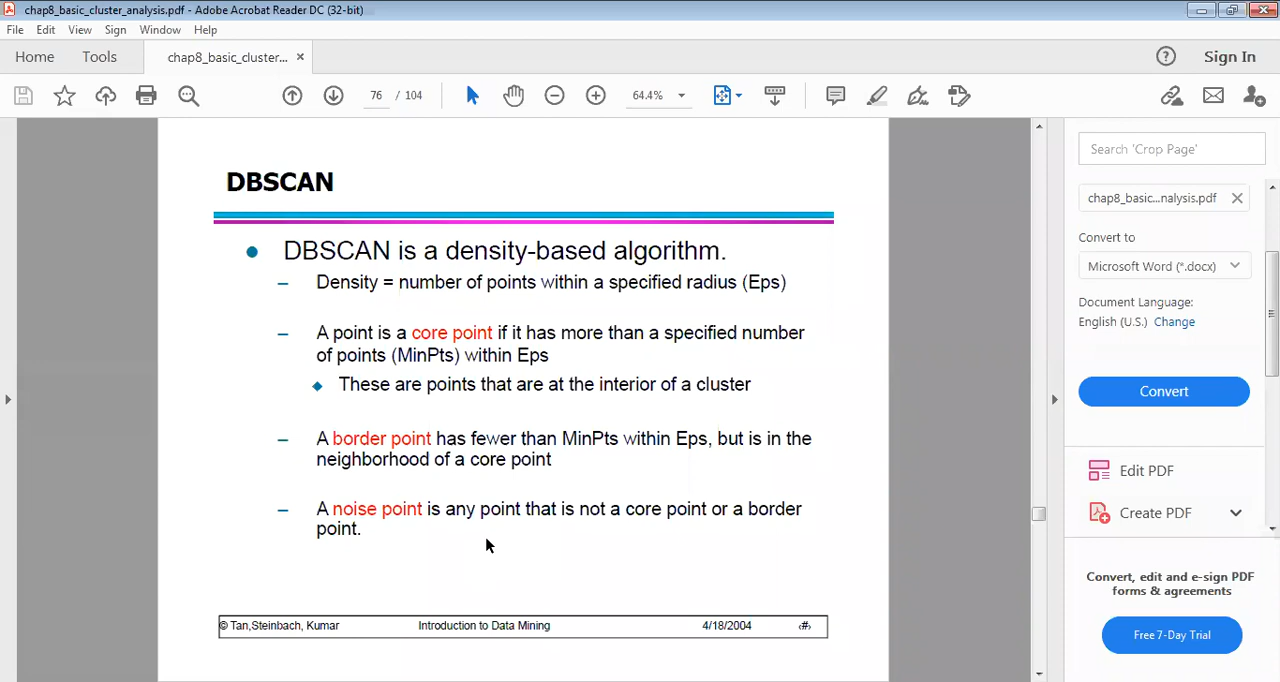 chap8_basic_cluster_analysis.pdf - Adobe Acrobat Reader DC (32-bit)
File Edit View Sign Window Help
Home Tools chap8_basic_cluster... × Sign In
76 / 104 64.4%
Search 'Crop Page'
chap8_basic...nalysis.pdf
Convert to
Microsoft Word (*.docx)
Document Language:
English (U.S.) Change
Convert
Edit PDF
Create PDF
Convert, edit and e-sign PDF
forms & agreements
Free 7-Day Trial
DBSCAN
DBSCAN is a density-based algorithm.
– Density = number of points within a specified radius (Eps)
– A point is a core point if it has more than a specified number
of points (MinPts) within Eps
These are points that are at the interior of a cluster
– A border point has fewer than MinPts within Eps, but is in the
neighborhood of a core point
– A noise point is any point that is not a core point or a border
point.
© Tan,Steinbach, Kumar Introduction to Data Mining 4/18/2004 ‹#›